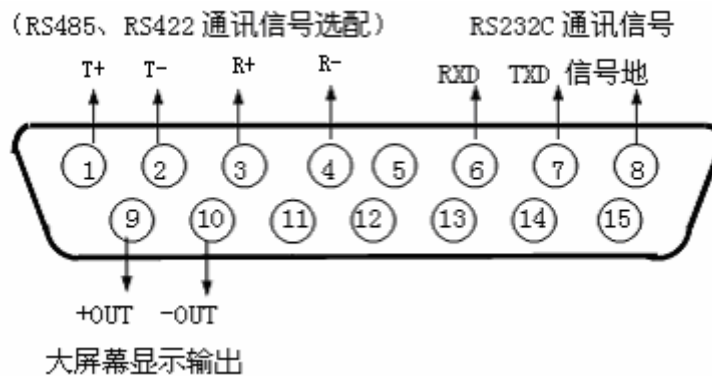 （RS485、RS422 通讯信号选配） RS232C 通讯信号
T+ T- R+ R- RXD TXD 信号地
1 2 3 4 5 6 7 8
9 10 11 12 13 14 15
+OUT -OUT
大屏幕显示输出